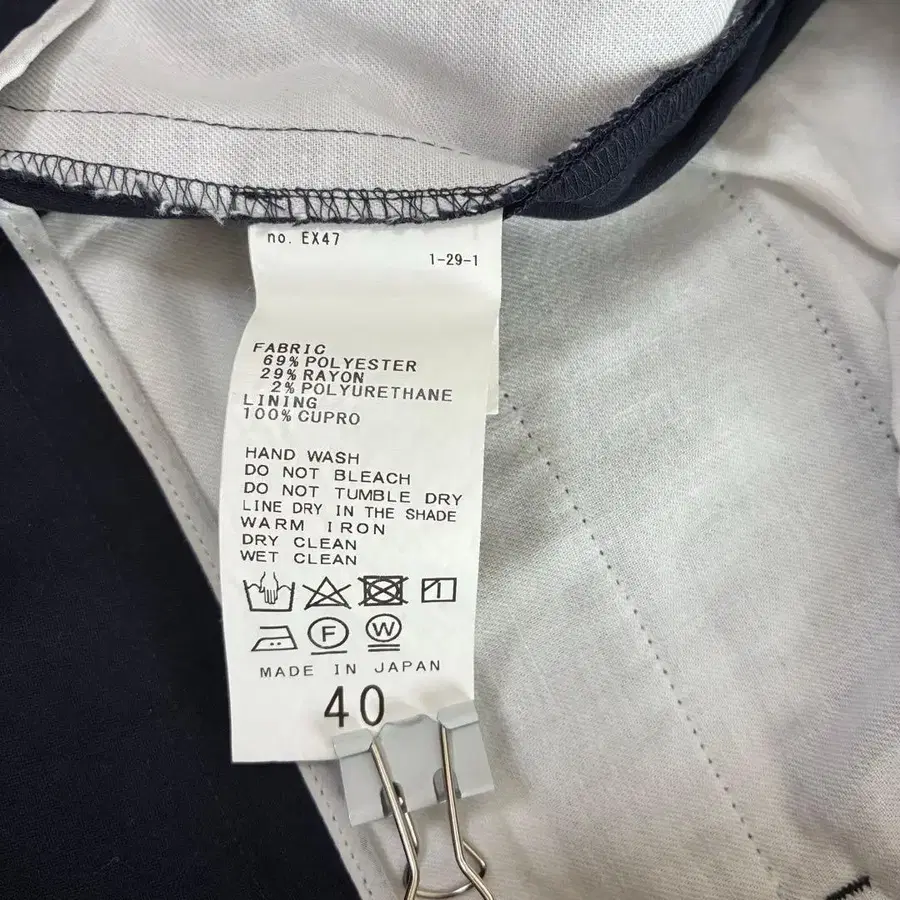 no. EX47
1-29-1
FABRIC
69% POLYESTER
29% RAYON
2% POLYURETHANE
LINING
100% CUPRO
HAND WASH
DO NOT BLEACH
DO NOT TUMBLE DRY
LINE DRY IN THE SHADE
WARM IRON
DRY CLEAN
WET CLEAN
F W
MADE IN JAPAN
40